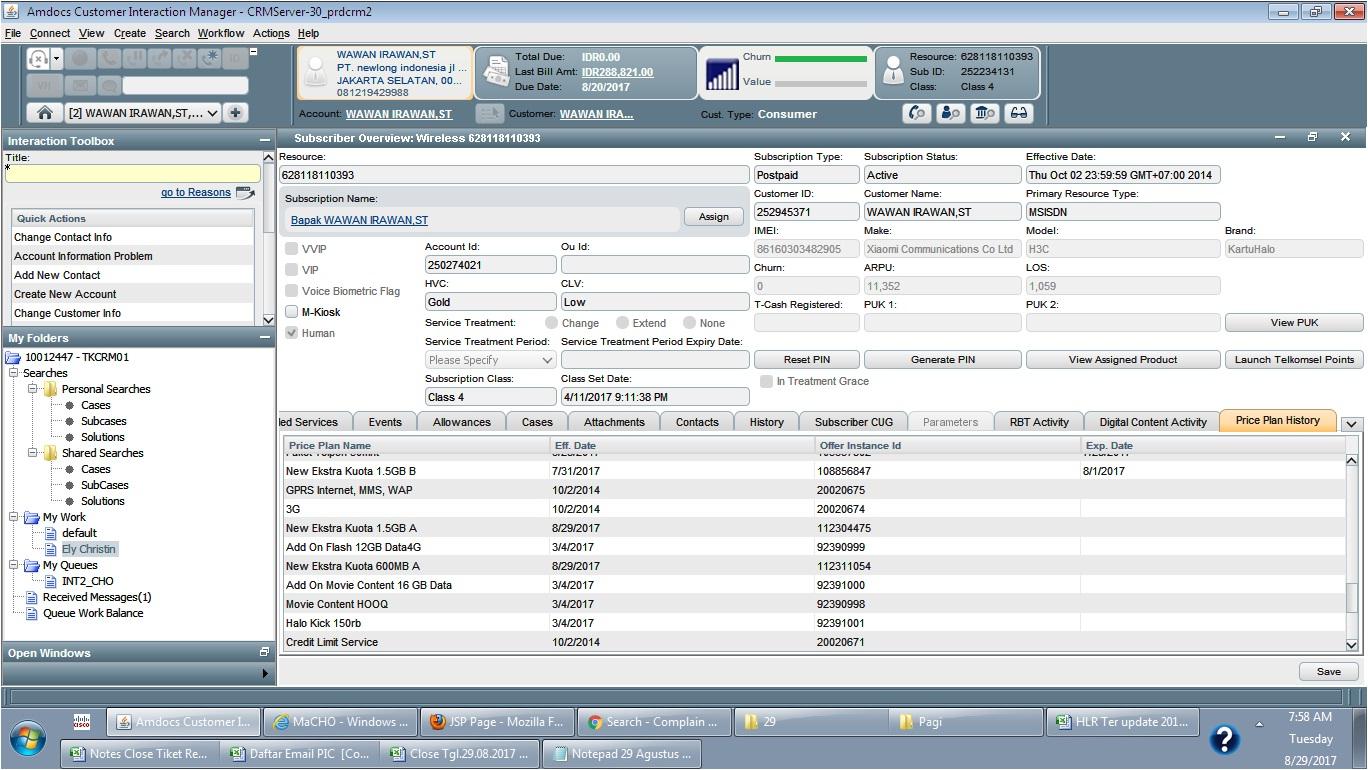 Amdocs Customer Interaction Manager - CRMServer-30_prdcrm2
File Connect View Create Search Workflow Actions Help
WAWAN IRAWAN,ST
PT. newlong indonesia jl ...
JAKARTA SELATAN, 00...
081219429988
Total Due: IDR0.00
Last Bill Amt: IDR288,821.00
Due Date: 8/20/2017
Churn
Value
Resource: 628118110393
Sub ID: 252234131
Class: Class 4
VH
ID
[2] WAWAN IRAWAN,ST,...
Account: WAWAN IRAWAN,ST
Customer: WAWAN IRA...
Cust. Type: Consumer
Interaction Toolbox
Title:
*
go to Reasons
Quick Actions
Change Contact Info
Account Information Problem
Add New Contact
Create New Account
Change Customer Info
My Folders
10012447 - TKCRM01
Searches
Personal Searches
Cases
Subcases
Solutions
Shared Searches
Cases
SubCases
Solutions
My Work
default
Ely Christin
My Queues
INT2_CHO
Received Messages(1)
Queue Work Balance
Open Windows
Subscriber Overview: Wireless 628118110393
Resource:
628118110393
Subscription Name:
Bapak WAWAN IRAWAN,ST
Assign
Subscription Type: Subscription Status: Effective Date:
Postpaid Active Thu Oct 02 23:59:59 GMT+07:00 2014
Customer ID: Customer Name: Primary Resource Type:
252945371 WAWAN IRAWAN,ST MSISDN
IMEI: Make: Model: Brand:
86160303482905 Xiaomi Communications Co Ltd H3C KartuHalo
Churn: ARPU: LOS:
0 11,352 1,059
T-Cash Registered: PUK 1: PUK 2:
View PUK
Reset PIN Generate PIN View Assigned Product Launch Telkomsel Points
In Treatment Grace
VVIP
VIP
Voice Biometric Flag
M-Kiosk
Human
Account Id: Ou Id:
250274021
HVC: CLV:
Gold Low
Service Treatment: Change Extend None
Service Treatment Period: Service Treatment Period Expiry Date:
Please Specify
Subscription Class: Class Set Date:
Class 4 4/11/2017 9:11:38 PM
led Services Events Allowances Cases Attachments Contacts History Subscriber CUG Parameters RBT Activity Digital Content Activity Price Plan History
Price Plan Name Eff. Date Offer Instance Id Exp. Date
New Ekstra Kuota 1.5GB B 7/31/2017 108856847 8/1/2017
GPRS Internet, MMS, WAP 10/2/2014 20020675
3G 10/2/2014 20020674
New Ekstra Kuota 1.5GB A 8/29/2017 112304475
Add On Flash 12GB Data4G 3/4/2017 92390999
New Ekstra Kuota 600MB A 8/29/2017 112311054
Add On Movie Content 16 GB Data 3/4/2017 92391000
Movie Content HOOQ 3/4/2017 92390998
Halo Kick 150rb 3/4/2017 92391001
Credit Limit Service 10/2/2014 20020671
Save
cisco
Amdocs Customer I...
MaCHO - Windows ...
JSP Page - Mozilla F...
Search - Complain ...
29
Pagi
HLR Ter update 201...
Notes Close Tiket Re...
Daftar Email PIC [Co...
Close Tgl.29.08.2017 ...
Notepad 29 Agustus ...
7:58 AM
Tuesday
8/29/2017